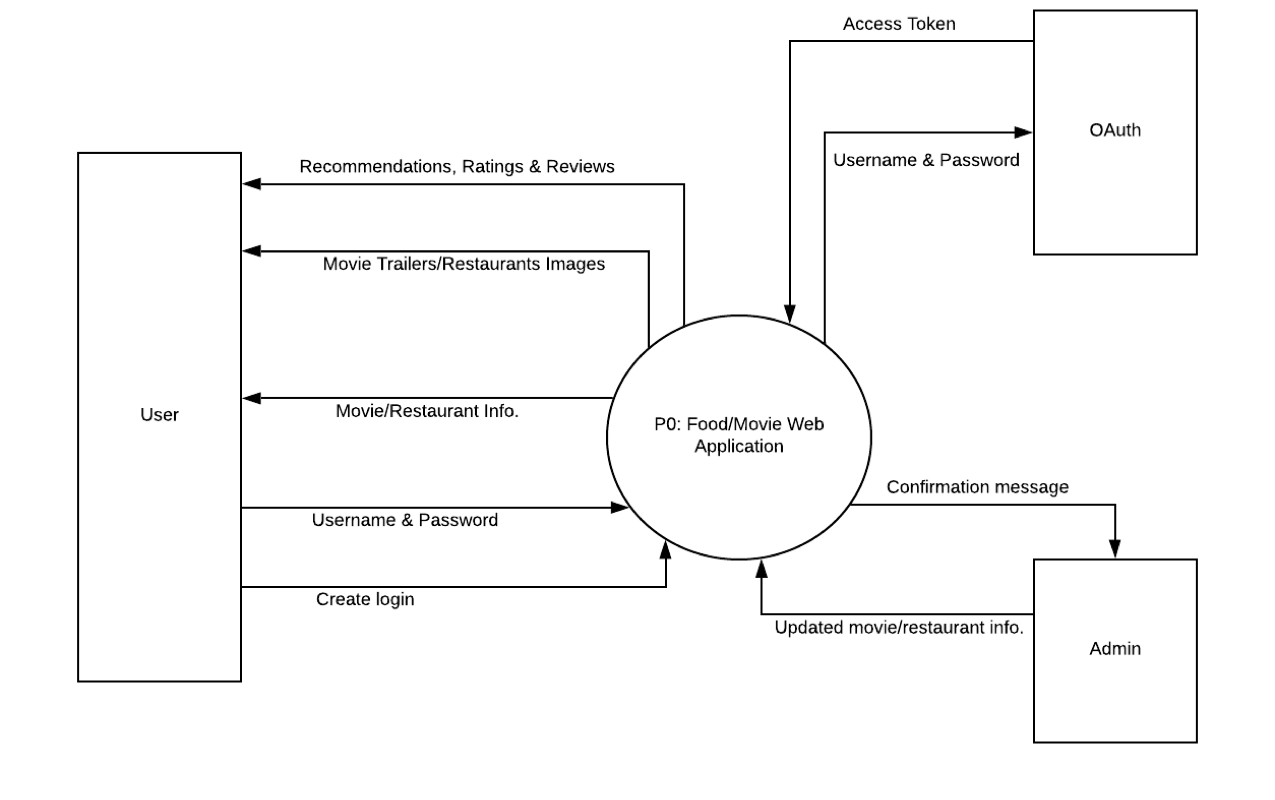 Access Token
OAuth
Username & Password
Recommendations, Ratings & Reviews
Movie Trailers/Restaurants Images
User
Movie/Restaurant Info.
P0: Food/Movie Web
Application
Confirmation message
Username & Password
Create login
Updated movie/restaurant info.
Admin